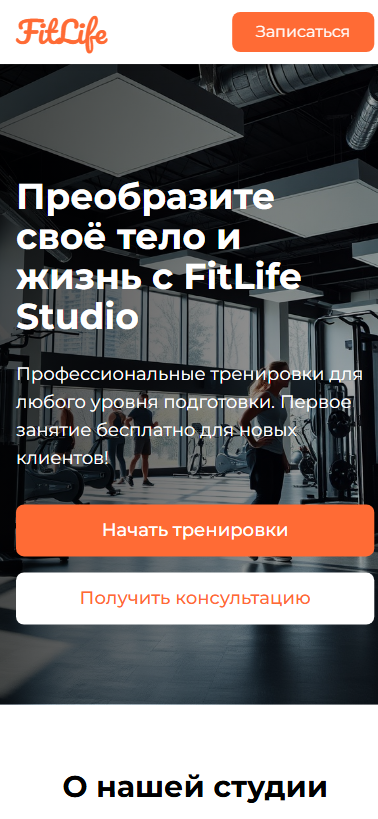 FitLife
Записаться
Преобразите
своё тело и
жизнь с FitLife
Studio
Профессиональные тренировки для
любого уровня подготовки. Первое
занятие бесплатно для новых
клиентов!
Начать тренировки
Получить консультацию
О нашей студии